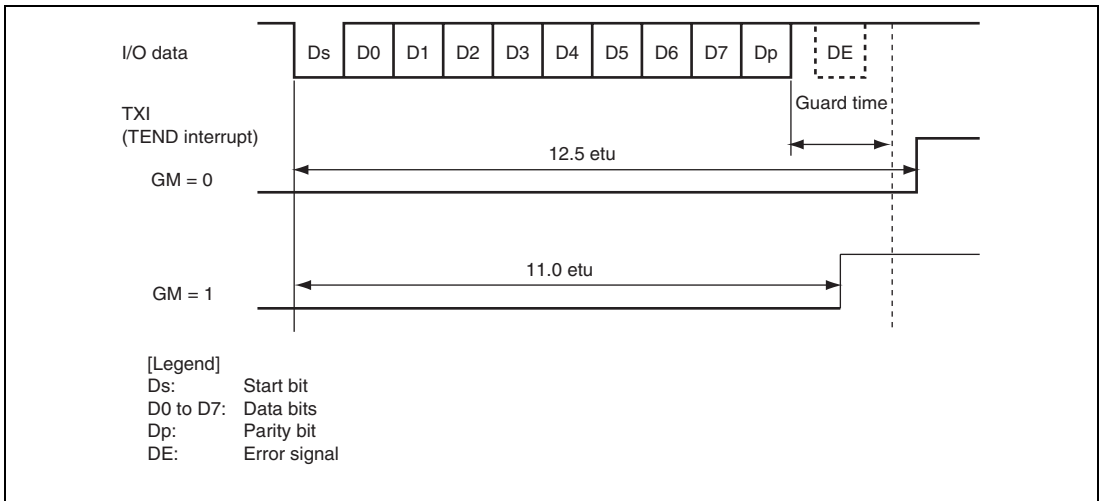 I/O data
Ds D0 D1 D2 D3 D4 D5 D6 D7 Dp DE
Guard time
TXI
(TEND interrupt)
12.5 etu
GM = 0
11.0 etu
GM = 1
[Legend]
Ds: Start bit
D0 to D7: Data bits
Dp: Parity bit
DE: Error signal